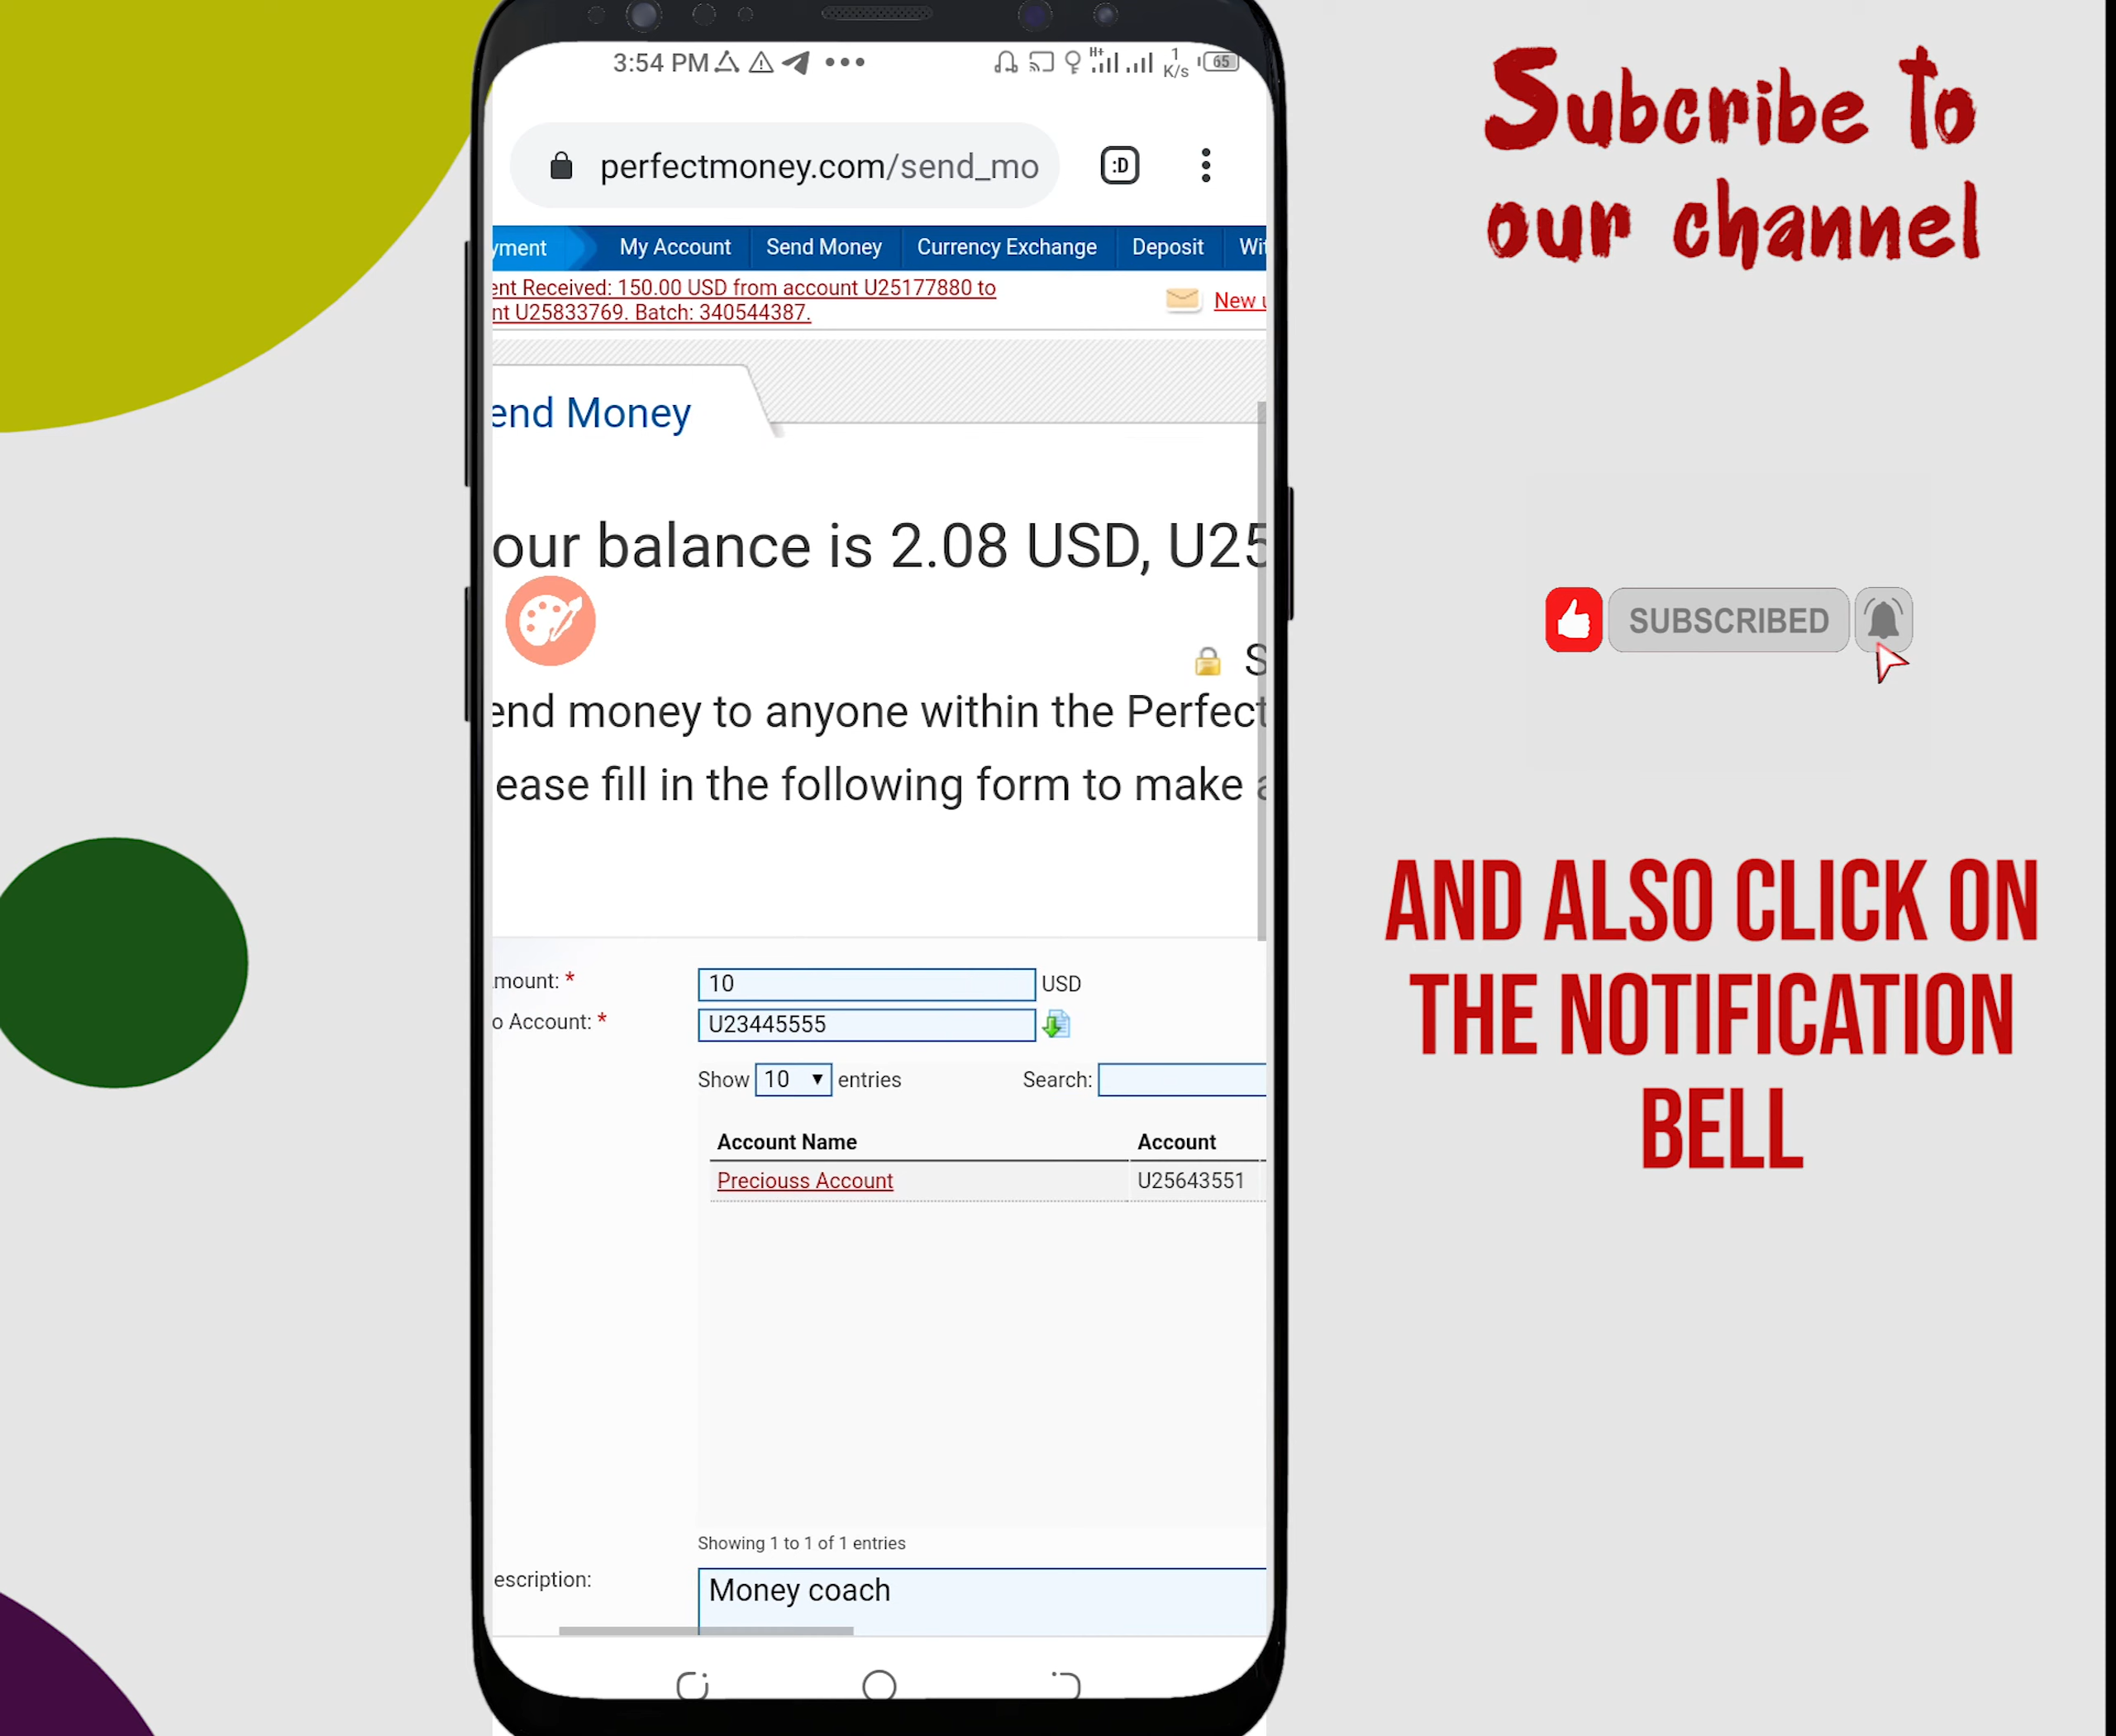 3:54 PM
H+ 1 K/s 65
perfectmoney.com/send_mo :D
yment My Account Send Money Currency Exchange Deposit Wit
ent Received: 150.00 USD from account U25177880 to
nt U25833769. Batch: 340544387.
New u
end Money
our balance is 2.08 USD, U25
S
end money to anyone within the Perfect
ease fill in the following form to make a
mount: * 10 USD
o Account: * U23445555
Show 10 entries Search:
Account Name Account
Preciouss Account U25643551
Showing 1 to 1 of 1 entries
escription: Money coach
Subcribe to
our channel
SUBSCRIBED
AND ALSO CLICK ON
THE NOTIFICATION
BELL